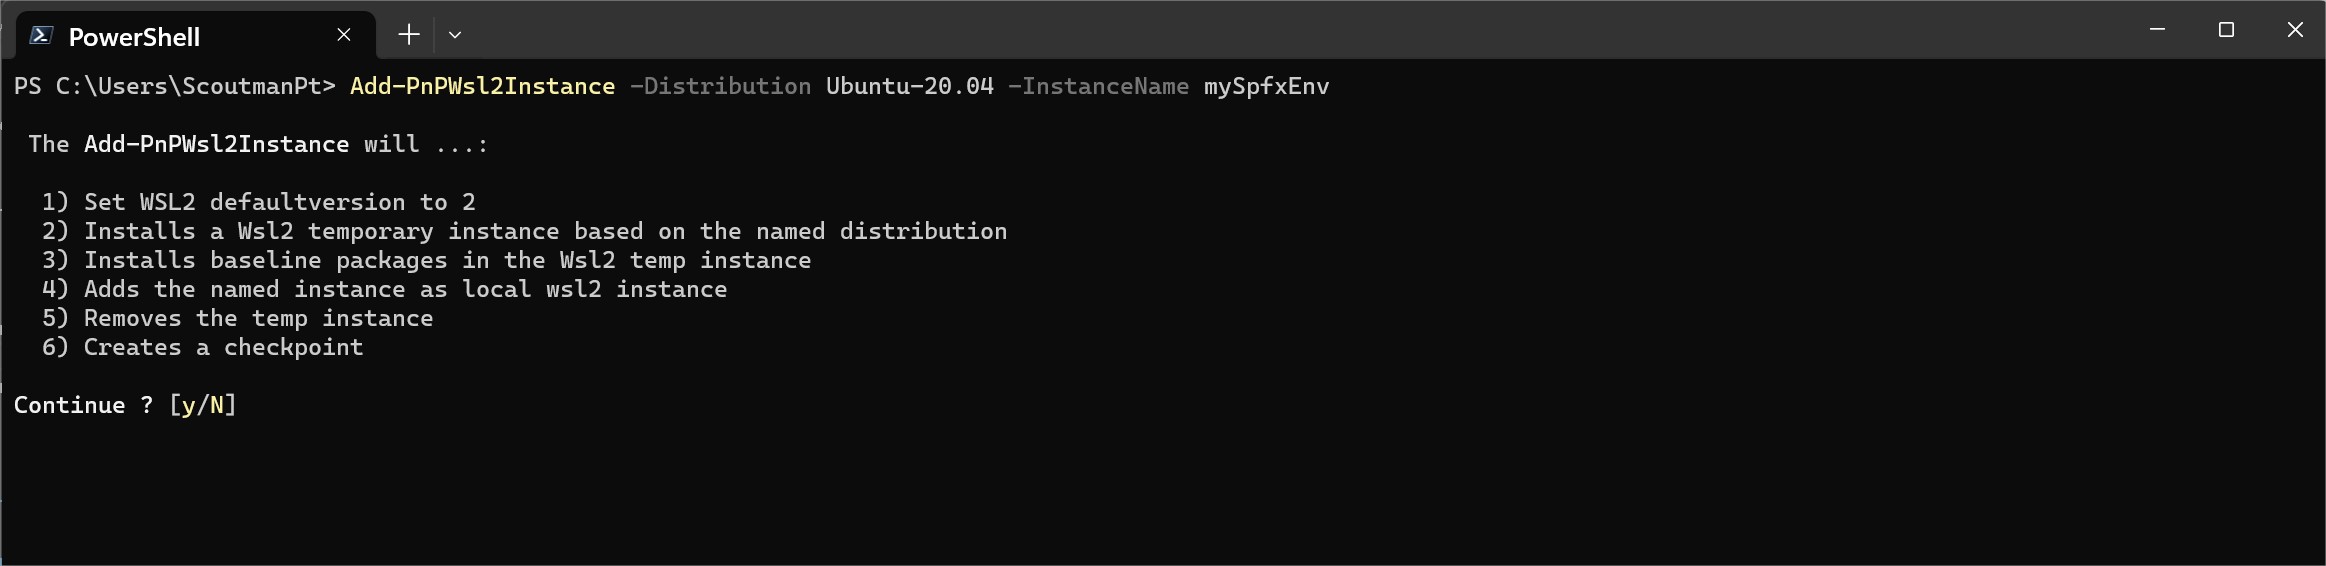 PowerShell
PS C:\Users\ScoutmanPt> Add-PnPWsl2Instance -Distribution Ubuntu-20.04 -InstanceName mySpfxEnv
The Add-PnPWsl2Instance will ...:
1) Set WSL2 defaultversion to 2
2) Installs a Wsl2 temporary instance based on the named distribution
3) Installs baseline packages in the Wsl2 temp instance
4) Adds the named instance as local wsl2 instance
5) Removes the temp instance
6) Creates a checkpoint
Continue ? [y/N]